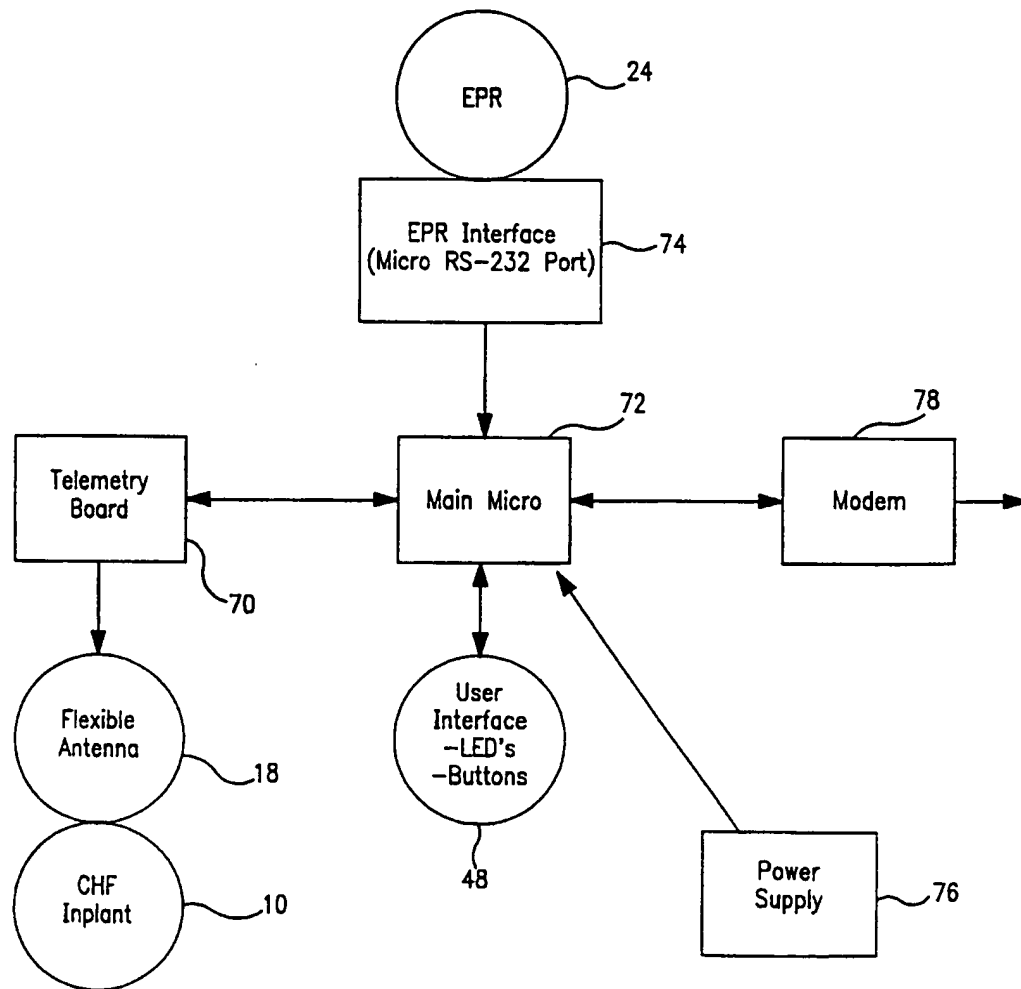 EPR
24
EPR Interface
(Micro RS-232 Port)
74
72
78
Telemetry
Board
Main Micro
Modem
70
Flexible
Antenna
18
User
Interface
-LED's
-Buttons
48
CHF
Inplant
10
Power
Supply
76